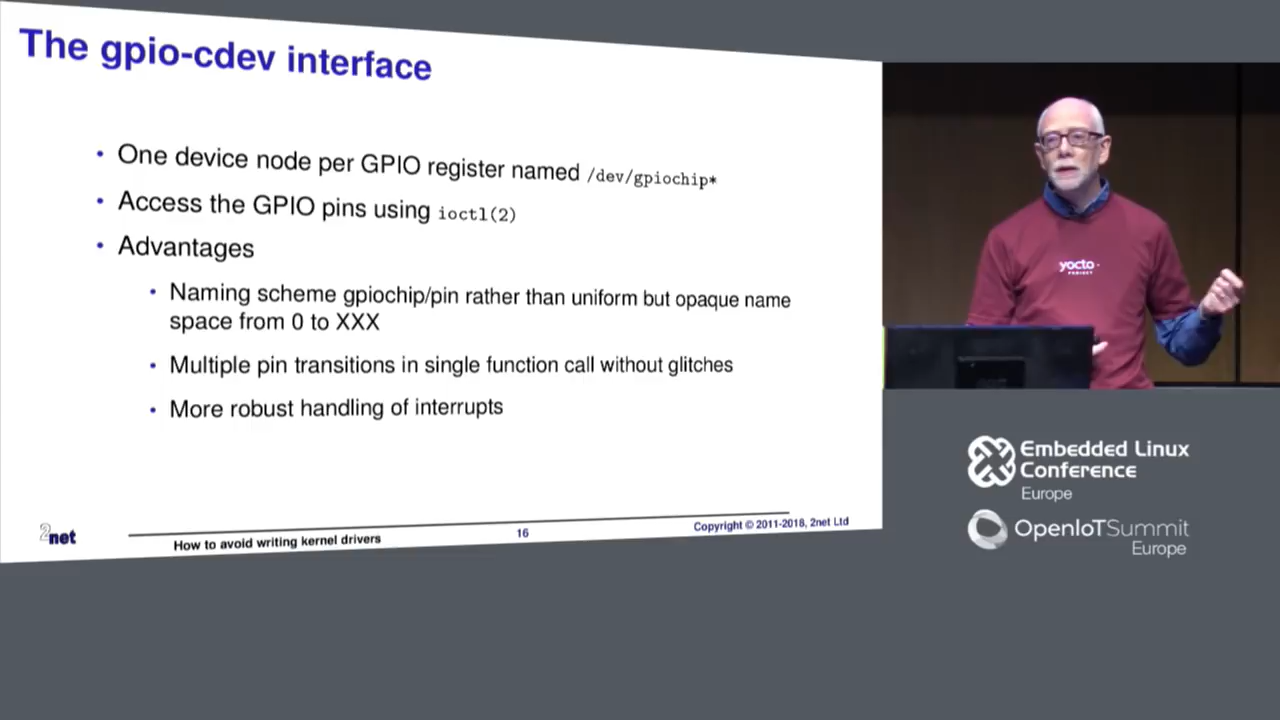 The gpio-cdev interface
• One device node per GPIO register named /dev/gpiochip*
• Access the GPIO pins using ioctl(2)
• Advantages
• Naming scheme gpiochip/pin rather than uniform but opaque name
space from 0 to XXX
• Multiple pin transitions in single function call without glitches
• More robust handling of interrupts
2net
How to avoid writing kernel drivers
16
Copyright © 2011-2018, 2net Ltd
yocto
PROJECT
Embedded Linux
Conference
Europe
OpenIoTSummit
Europe